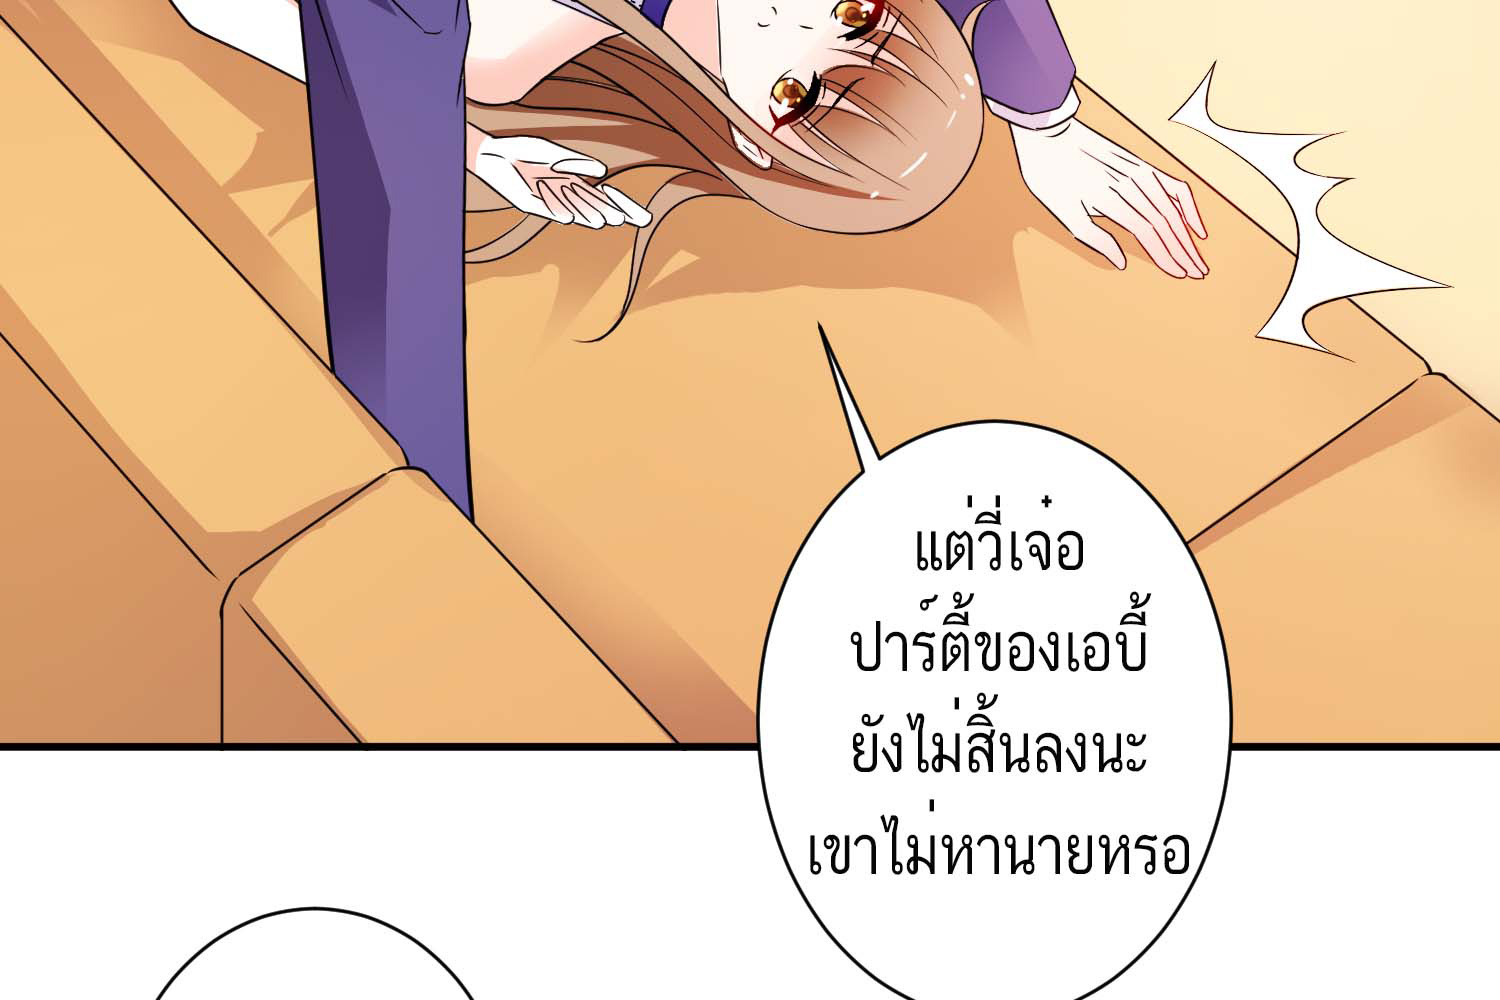 แต่วี่เจ๋อ
ปาร์ตี้ของเอบี้
ยังไม่สิ้นลงนะ
เขาไม่หานายหรอ